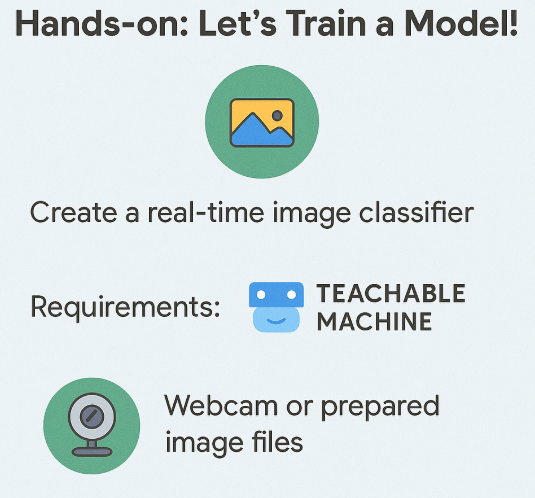 Hands-on: Let’s Train a Model!
Create a real-time image classifier
Requirements:
TEACHABLE
MACHINE
Webcam or prepared
image files